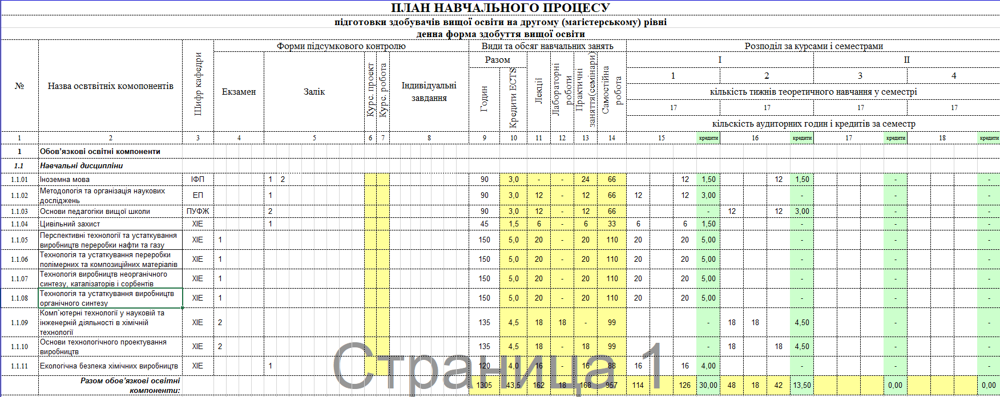 ПЛАН НАВЧАЛЬНОГО ПРОЦЕСУ
підготовки здобувачів вищої освіти на другому (магістерському) рівні
денна форма здобуття вищої освіти
№ Назва освтвітніх комопонентів Шифр кафедри Форми підсумкового контролю Види та обсяг навчальних занять Розподіл за курсами і семестрами
Екзамен Залік Курс. проект Курс. робота Індивідуальні завдання
Разом
Годин Кредити ECTS Лекції Лабораторні роботи Практичні заняття(семінари) Самостійна робота
I II
1 2 3 4
кількість тижнів теоретичного навчання у семестрі
17 17 17 17
кільскість аудиторних годин і кредитів за семестр
1 2 3 4 5 6 7 8 9 10 11 12 13 14 15 кредити 16 кредити 17 кредити 18 кредити
1 Обов’язкові освітні компоненти
1.1 Навчальні дисципліни
1.1.01 Іноземна мова ІФП 1 2 90 3,0 - - 24 66 12 1,50 12 1,50 - -
1.1.02 Методологія та організація наукових
досліджень ЕП 1 90 3,0 12 - 12 66 12 12 3,00 - - -
1.1.03 Основи педагогіки вищої школи ПУФЖ 2 90 3,0 12 - 12 66 - 12 12 3,00 - -
1.1.04 Цивільний захист ХІЕ 1 45 1,5 6 - 6 33 6 6 1,50 - - -
1.1.05 Перспективні технології та устаткування
виробництв переробки нафти та газу ХІЕ 1 150 5,0 20 - 20 110 20 20 5,00 - - -
1.1.06 Технологія та устаткування переробки
полімерних та композиційних матеріалів ХІЕ 1 150 5,0 20 - 20 110 20 20 5,00 - - -
1.1.07 Технологія виробництв неорганічного
синтезу, каталізаторів і сорбентів ХІЕ 1 150 5,0 20 - 20 110 20 20 5,00 - - -
1.1.08 Технологія та устаткування виробництв
органічного синтезу ХІЕ 1 150 5,0 20 - 20 110 20 20 5,00 - - -
1.1.09 Комп`ютерні технології у науковій та
інженерній діяльності в хімічній
технології ХІЕ 2 135 4,5 18 18 - 99 - 18 18 4,50 - -
1.1.10 Основи технологічного проектування
виробництв ХІЕ 2 135 4,5 18 - 18 99 - 18 18 4,50 - -
1.1.11 Екологічна безпека хімічних виробництв ХІЕ 1 120 4,0 16 - 16 88 16 16 4,00 - - -
Разом обов’язкові освітні
компоненти: 1305 43,5 162 18 168 957 114 126 30,00 48 18 42 13,50 0,00 0,00
Страница 1